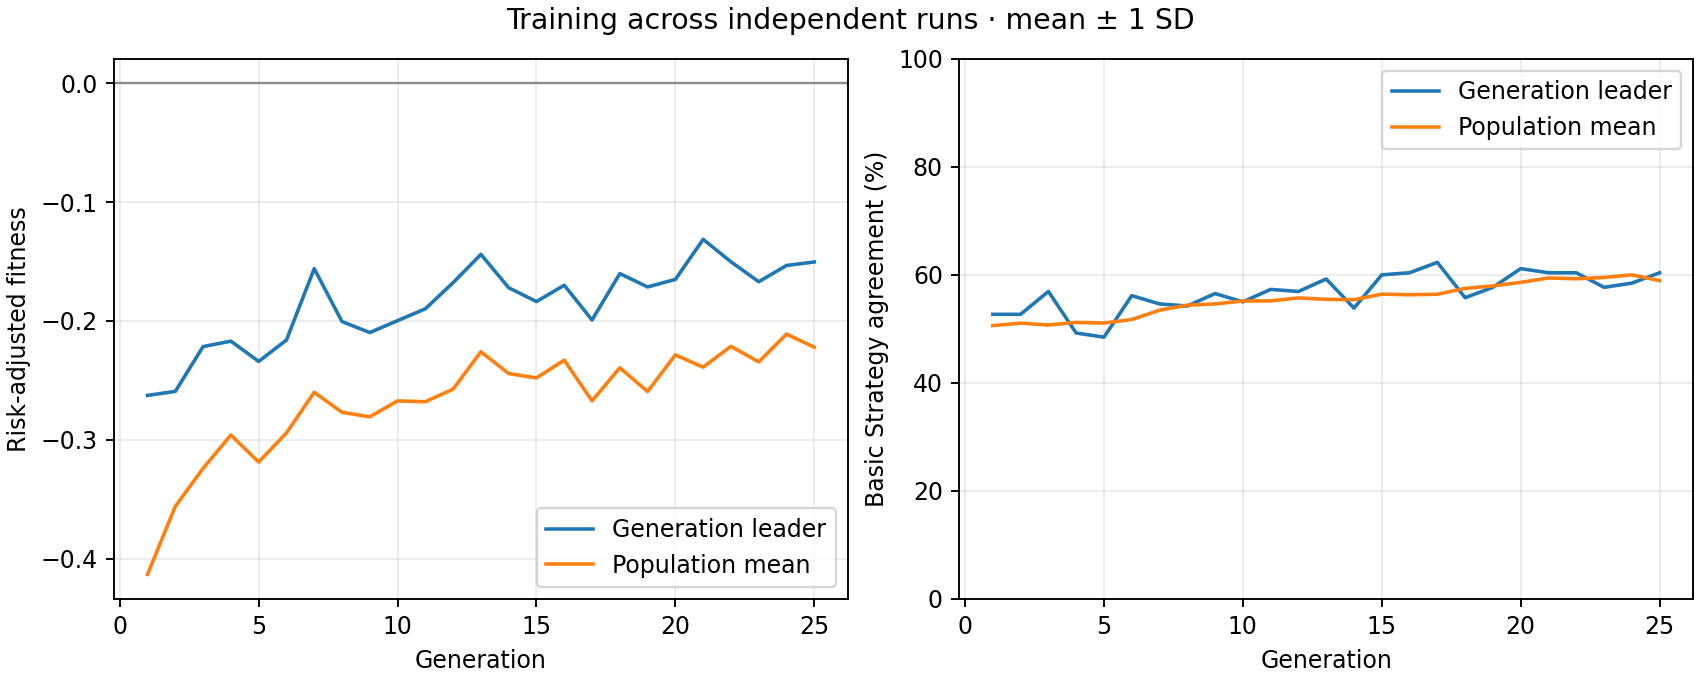 Training across independent runs · mean ± 1 SD
Risk-adjusted fitness
0.0
−0.1
−0.2
−0.3
−0.4
Generation leader
Population mean
0 5 10 15 20 25
Generation
Basic Strategy agreement (%)
100
80
60
40
20
0
Generation leader
Population mean
0 5 10 15 20 25
Generation